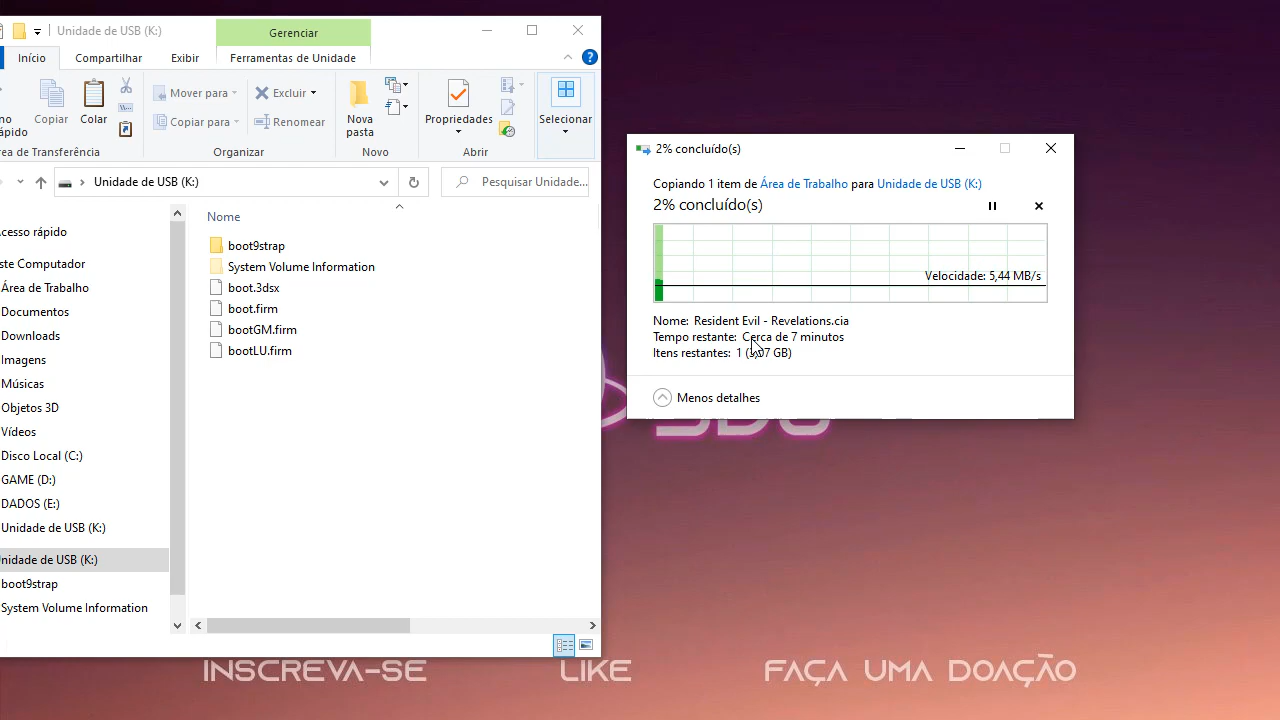 Unidade de USB (K:)
Gerenciar
Início
Compartilhar
Exibir
Ferramentas de Unidade
Copiar
Colar
Mover para
Copiar para
Excluir
Renomear
Nova
pasta
Propriedades
Selecionar
Organizar
Novo
Abrir
Unidade de USB (K:)
Pesquisar Unidade...
Nome
cesso rápido
ste Computador
Área de Trabalho
Documentos
Downloads
Imagens
Músicas
Objetos 3D
Vídeos
Disco Local (C:)
GAME (D:)
DADOS (E:)
Unidade de USB (K:)
nidade de USB (K:)
boot9strap
System Volume Information
boot9strap
System Volume Information
boot.3dsx
boot.firm
bootGM.firm
bootLU.firm
2% concluído(s)
Copiando 1 item de Área de Trabalho para Unidade de USB (K:)
2% concluído(s)
Velocidade: 5,44 MB/s
Nome: Resident Evil - Revelations.cia
Tempo restante: Cerca de 7 minutos
Itens restantes: 1
Menos detalhes
INSCREVA-SE
LIKE
FAÇA UMA DOAÇÃO